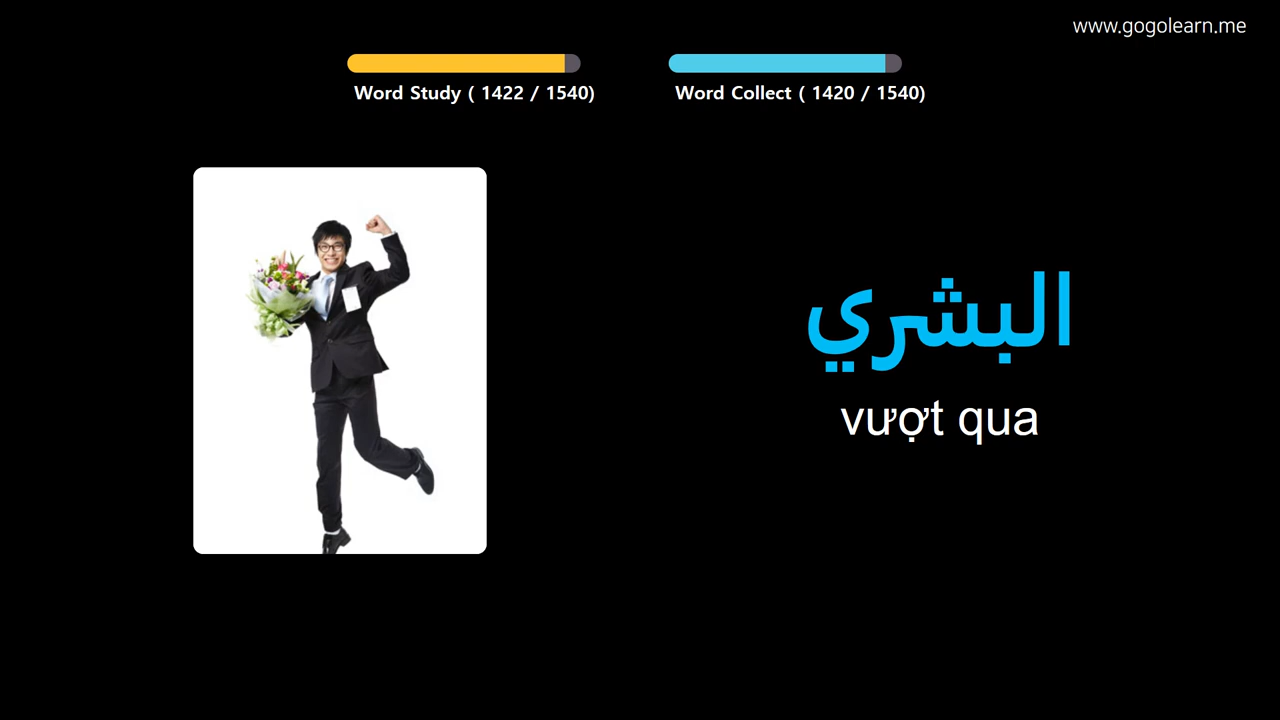 www.gogolearn.me
Word Study ( 1422 / 1540)
Word Collect ( 1420 / 1540)
البشري
vượt qua